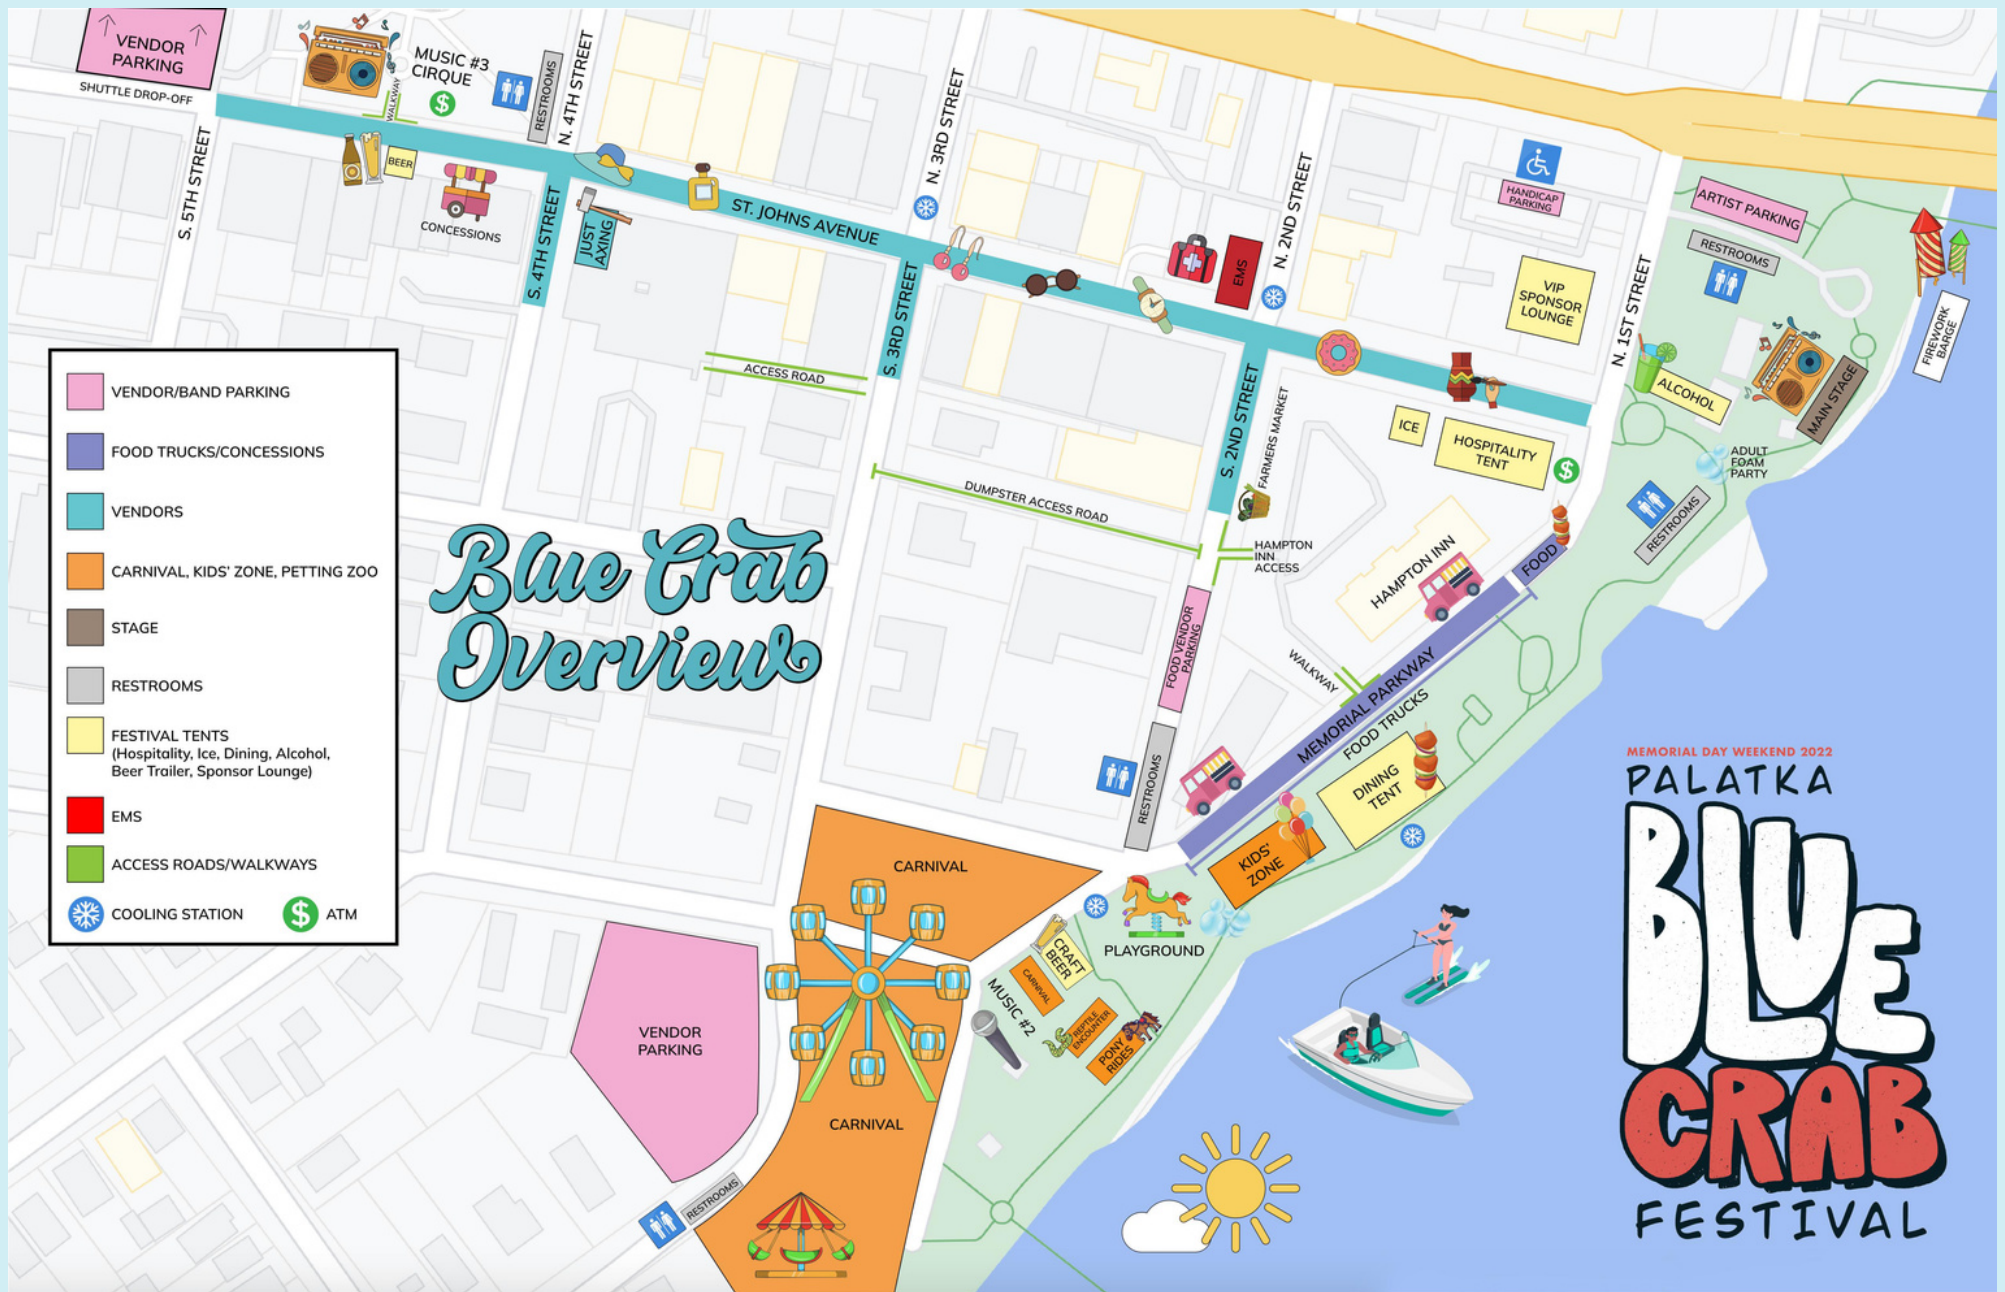 VENDOR
PARKING
SHUTTLE DROP-OFF
MUSIC #3
CIRQUE
$
WALKWAY
RESTROOMS
N. 4TH STREET
S. 5TH STREET
BEER
CONCESSIONS
S. 4TH STREET
JUST
AXING
ST. JOHNS AVENUE
N. 3RD STREET
S. 3RD STREET
EMS
N. 2ND STREET
HANDICAP
PARKING
VIP
SPONSOR
LOUNGE
N. 1ST STREET
ARTIST PARKING
RESTROOMS
FIREWORK
BARGE
ALCOHOL
MAIN STAGE
ADULT
FOAM
PARTY
RESTROOMS
ICE
HOSPITALITY
TENT
$
S. 2ND STREET
FARMERS MARKET
ACCESS ROAD
DUMPSTER ACCESS ROAD
HAMPTON
INN
ACCESS
HAMPTON INN
FOOD
FOOD VENDOR
PARKING
WALKWAY
MEMORIAL PARKWAY
FOOD TRUCKS
RESTROOMS
DINING
TENT
KIDS'
ZONE
PLAYGROUND
CRAFT
BEER
CARNIVAL
MUSIC #2
REPTILE
ENCOUNTER
PONY
RIDES
CARNIVAL
CARNIVAL
VENDOR
PARKING
RESTROOMS
Blue Crab
Overview
VENDOR/BAND PARKING
FOOD TRUCKS/CONCESSIONS
VENDORS
CARNIVAL, KIDS' ZONE, PETTING ZOO
STAGE
RESTROOMS
FESTIVAL TENTS
(Hospitality, Ice, Dining, Alcohol,
Beer Trailer, Sponsor Lounge)
EMS
ACCESS ROADS/WALKWAYS
COOLING STATION
$ ATM
MEMORIAL DAY WEEKEND 2022
PALATKA
BLUE
CRAB
FESTIVAL